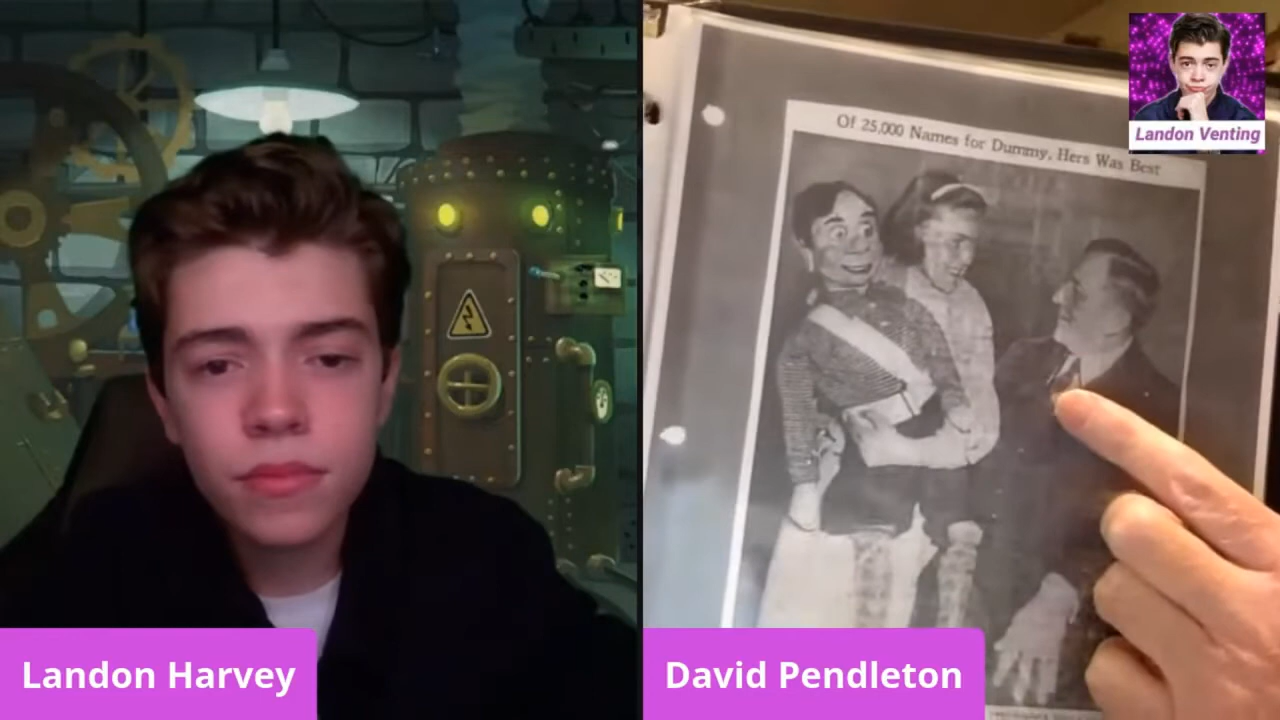 Of 25,000 Names for Dummy, Hers Was Best
Landon Venting
Landon Harvey
David Pendleton